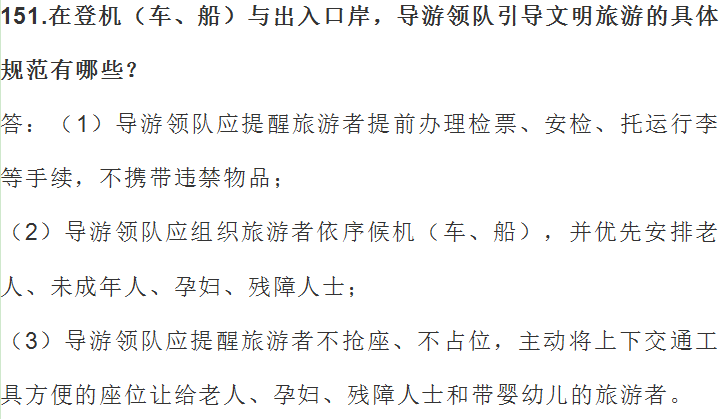 151.在登机（车、船）与出入口岸，导游领队引导文明旅游的具体
规范有哪些？
答：（1）导游领队应提醒旅游者提前办理检票、安检、托运行李
等手续，不携带违禁物品；
（2）导游领队应组织旅游者依序候机（车、船），并优先安排老
人、未成年人、孕妇、残障人士；
（3）导游领队应提醒旅游者不抢座、不占位，主动将上下交通工
具方便的座位让给老人、孕妇、残障人士和带婴幼儿的旅游者。